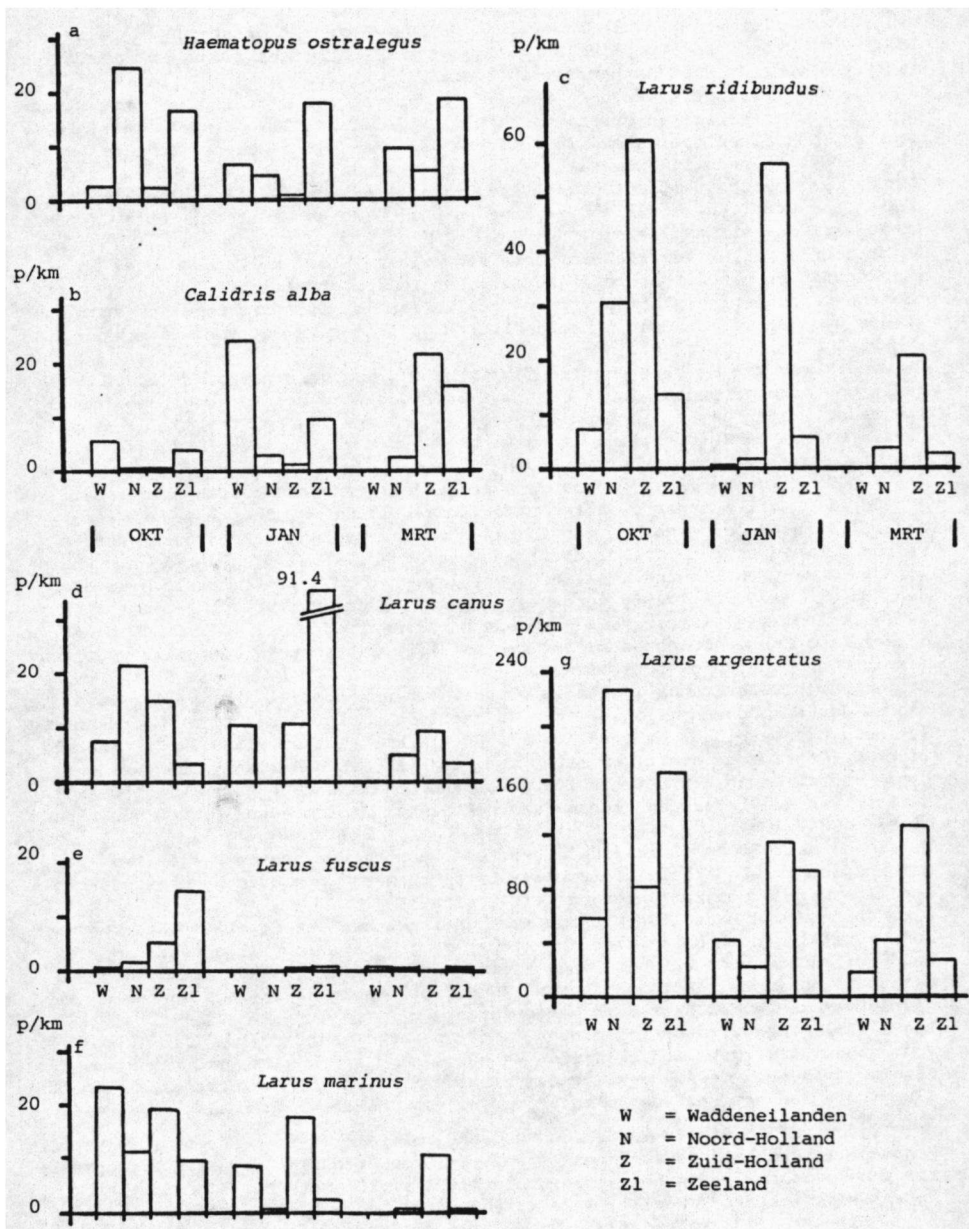 a
Haematopus ostralegus
20
0
p/km
b
Calidris alba
20
0
W N Z Zl W N Z Zl W N Z Zl
OKT JAN MRT
p/km
c
Larus ridibundus
60
40
20
0
W N Z Zl W N Z Zl W N Z Zl
OKT JAN MRT
p/km
d
91.4
Larus canus
20
0
20
e
Larus fuscus
0
W N Z Zl W N Z Zl W N Z Zl
p/km
f
Larus marinus
20
0
p/km
240
g
Larus argentatus
160
80
0
W N Z Zl W N Z Zl W N Z Zl
W = Waddeneilanden
N = Noord-Holland
Z = Zuid-Holland
Zl = Zeeland